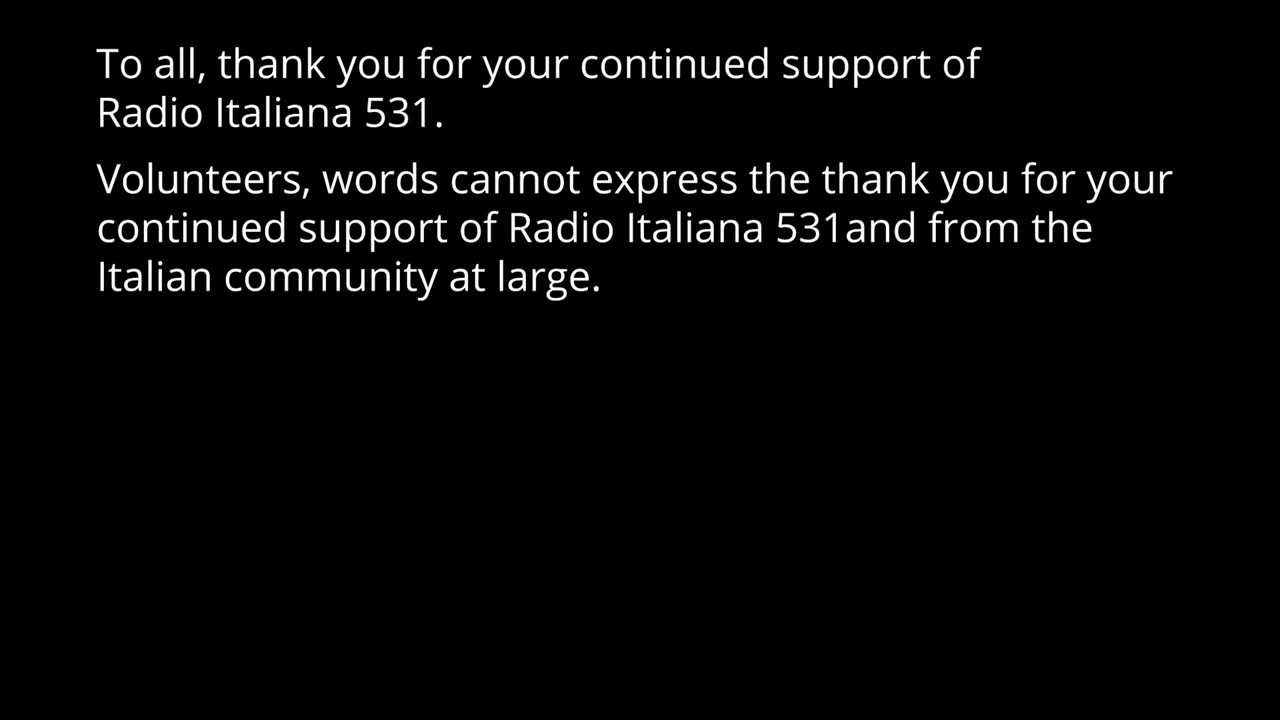 To all, thank you for your continued support of
Radio Italiana 531.
Volunteers, words cannot express the thank you for your
continued support of Radio Italiana 531and from the
Italian community at large.